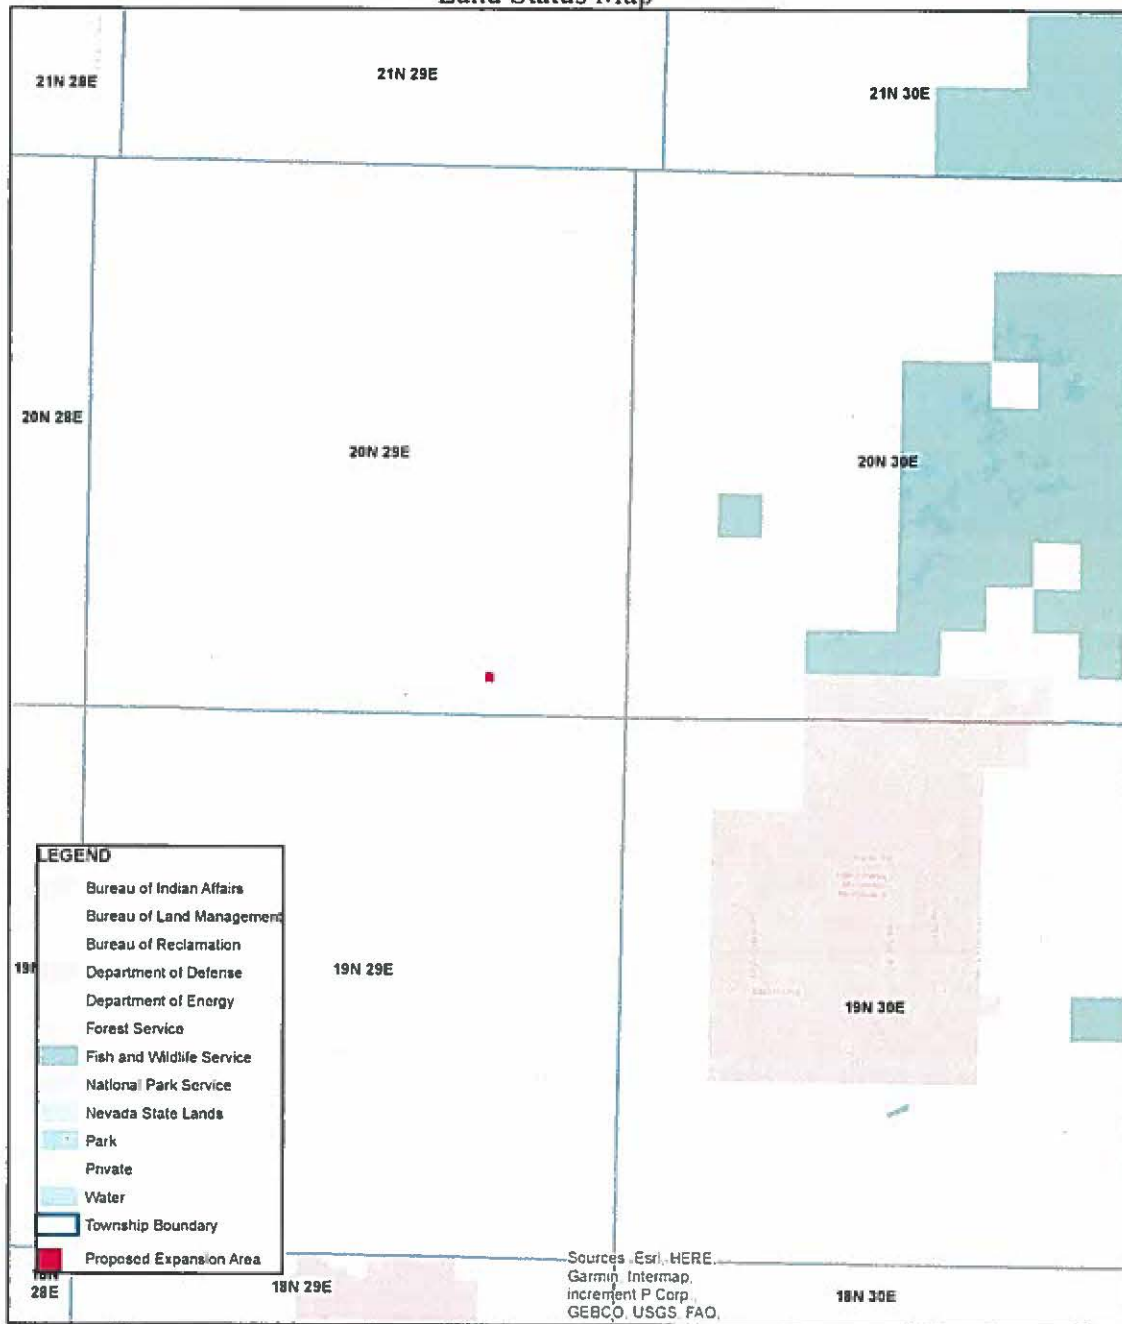 Land Status Map
21N 28E
21N 29E
21N 30E
20N 28E
20N 29E
20N 30E
LEGEND
Bureau of Indian Affairs
Bureau of Land Management
Bureau of Reclamation
Department of Defense
Department of Energy
Forest Service
Fish and Wildlife Service
National Park Service
Nevada State Lands
Park
Private
Water
Township Boundary
Proposed Expansion Area
19N 29E
19N 30E
28E
18N 29E
Sources: Esri, HERE,
Garmin, Intermap,
increment P Corp.,
GEBCO, USGS, FAO,
18N 30E